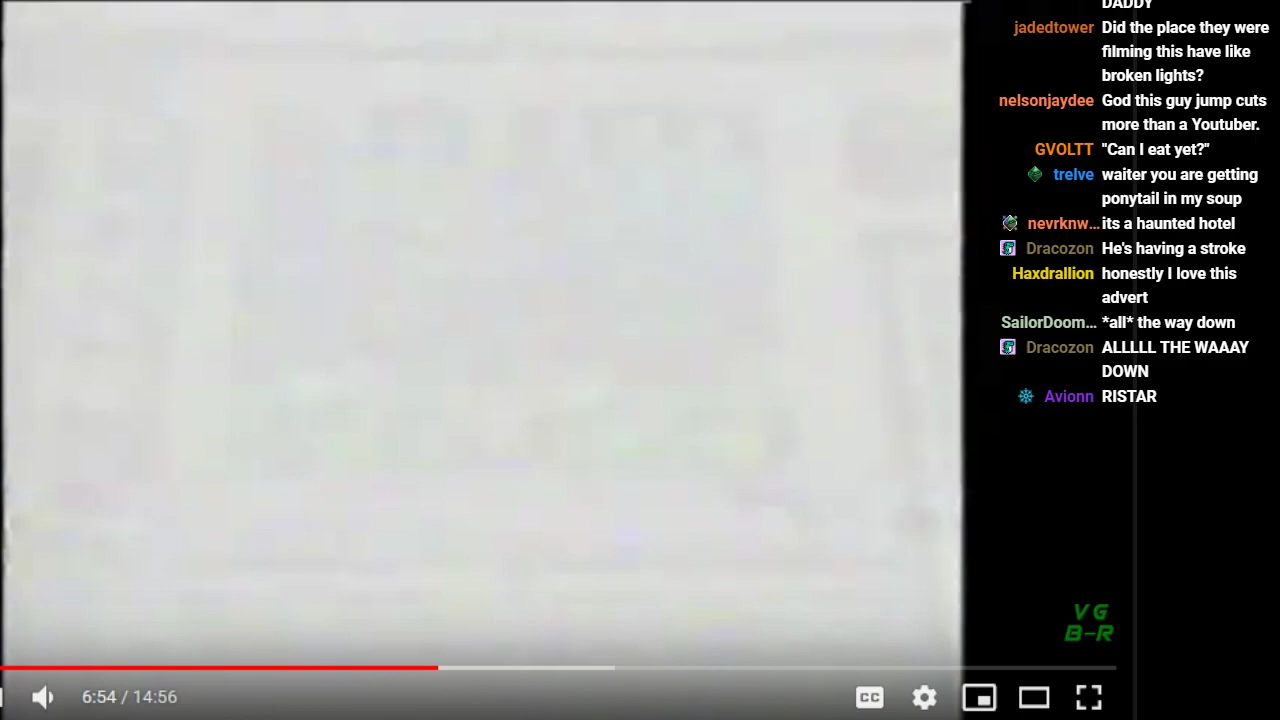 DADDY
jadedtower Did the place they were
filming this have like
broken lights?
nelsonjaydee God this guy jump cuts
more than a Youtuber.
GVOLTT "Can I eat yet?"
trelve waiter you are getting
ponytail in my soup
nevrknw... its a haunted hotel
Dracozon He's having a stroke
Haxdrallion honestly I love this
advert
SailorDoom... *all* the way down
Dracozon ALLLLL THE WAAAY
DOWN
Avionn RISTAR
VG
B-R
6:54 / 14:56 CC